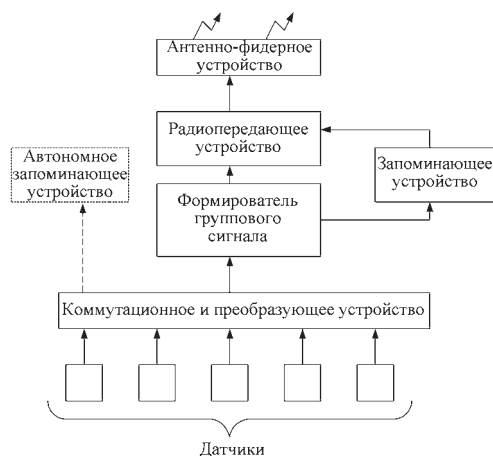 Антенно-фидерное
устройство
Радиопередающее
устройство
Автономное
запоминающее
устройство
Запоминающее
устройство
Формирователь
группового
сигнала
Коммутационное и преобразующее устройство
Датчики